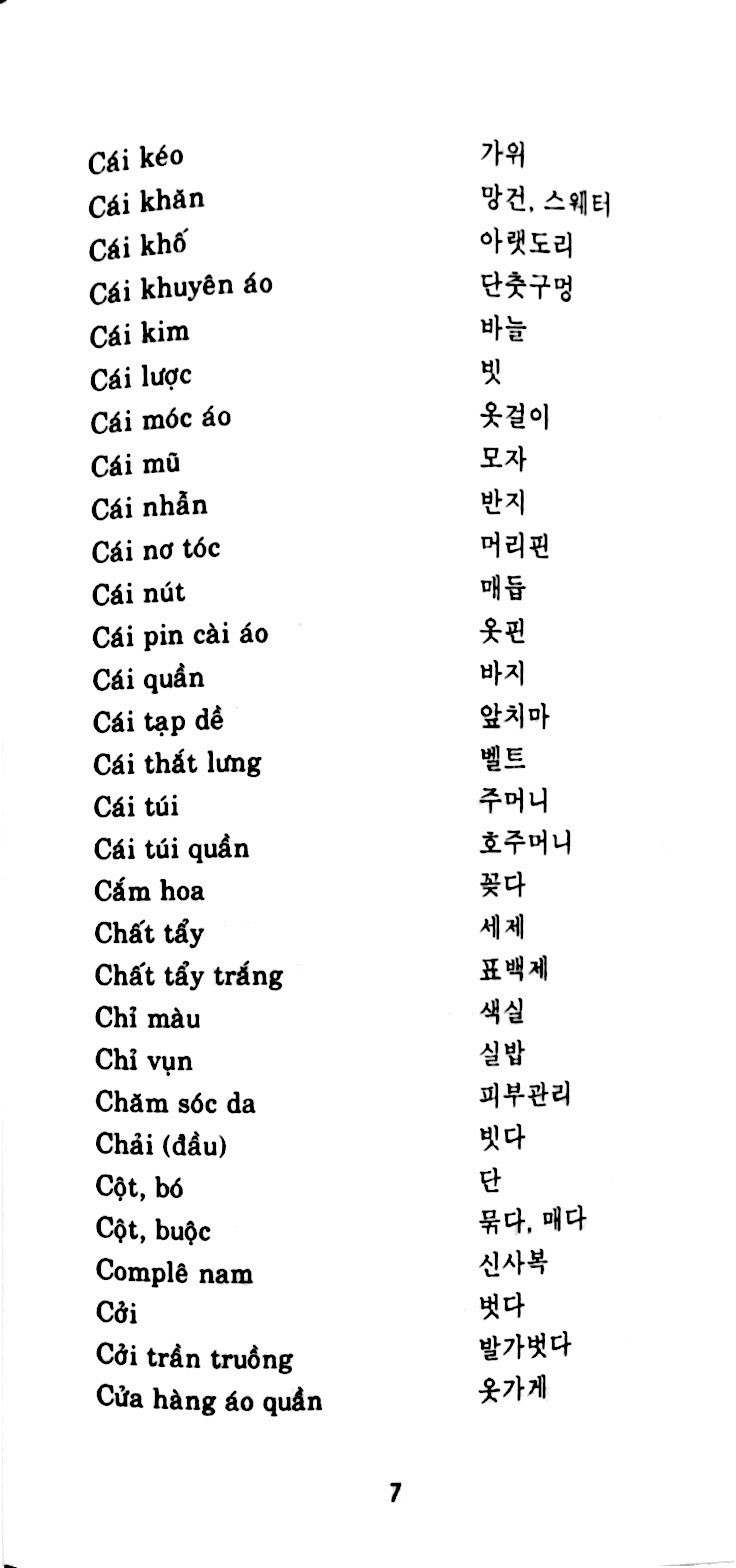 Cái kéo 가위
Cái khăn 망건, 스웨터
Cái khố 아랫도리
Cái khuyên áo 단춧구멍
Cái kim 바늘
Cái lược 빗
Cái móc áo 옷걸이
Cái mũ 모자
Cái nhẫn 반지
Cái nơ tóc 머리핀
Cái nút 매듭
Cái pin cài áo 옷핀
Cái quần 바지
Cái tạp dề 앞치마
Cái thắt lưng 벨트
Cái túi 주머니
Cái túi quần 호주머니
Cắm hoa 꽂다
Chất tẩy 세제
Chất tẩy trắng 표백제
Chỉ màu 색실
Chỉ vụn 실밥
Chăm sóc da 피부관리
Chải (đầu) 빗다
Cột, bó 단
Cột, buộc 묶다, 매다
Complê nam 신사복
Cởi 벗다
Cởi trần truồng 발가벗다
Cửa hàng áo quần 옷가게
7